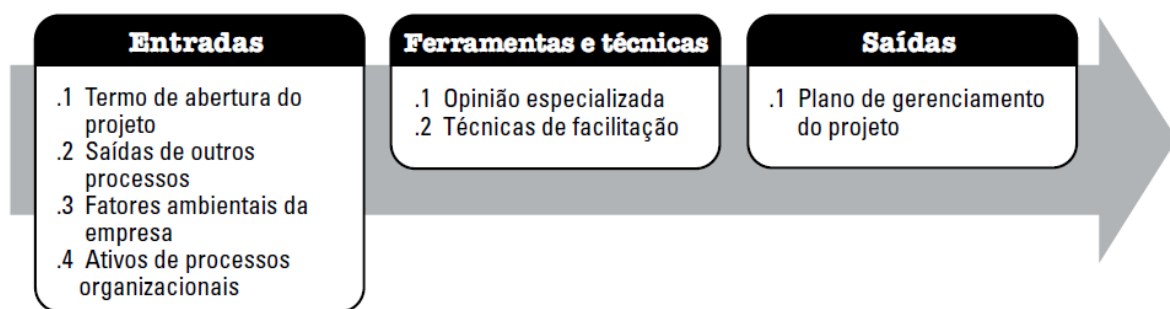 Entradas
.1 Termo de abertura do
projeto
.2 Saídas de outros
processos
.3 Fatores ambientais da
empresa
.4 Ativos de processos
organizacionais
Ferramentas e técnicas
.1 Opinião especializada
.2 Técnicas de facilitação
Saídas
.1 Plano de gerenciamento
do projeto